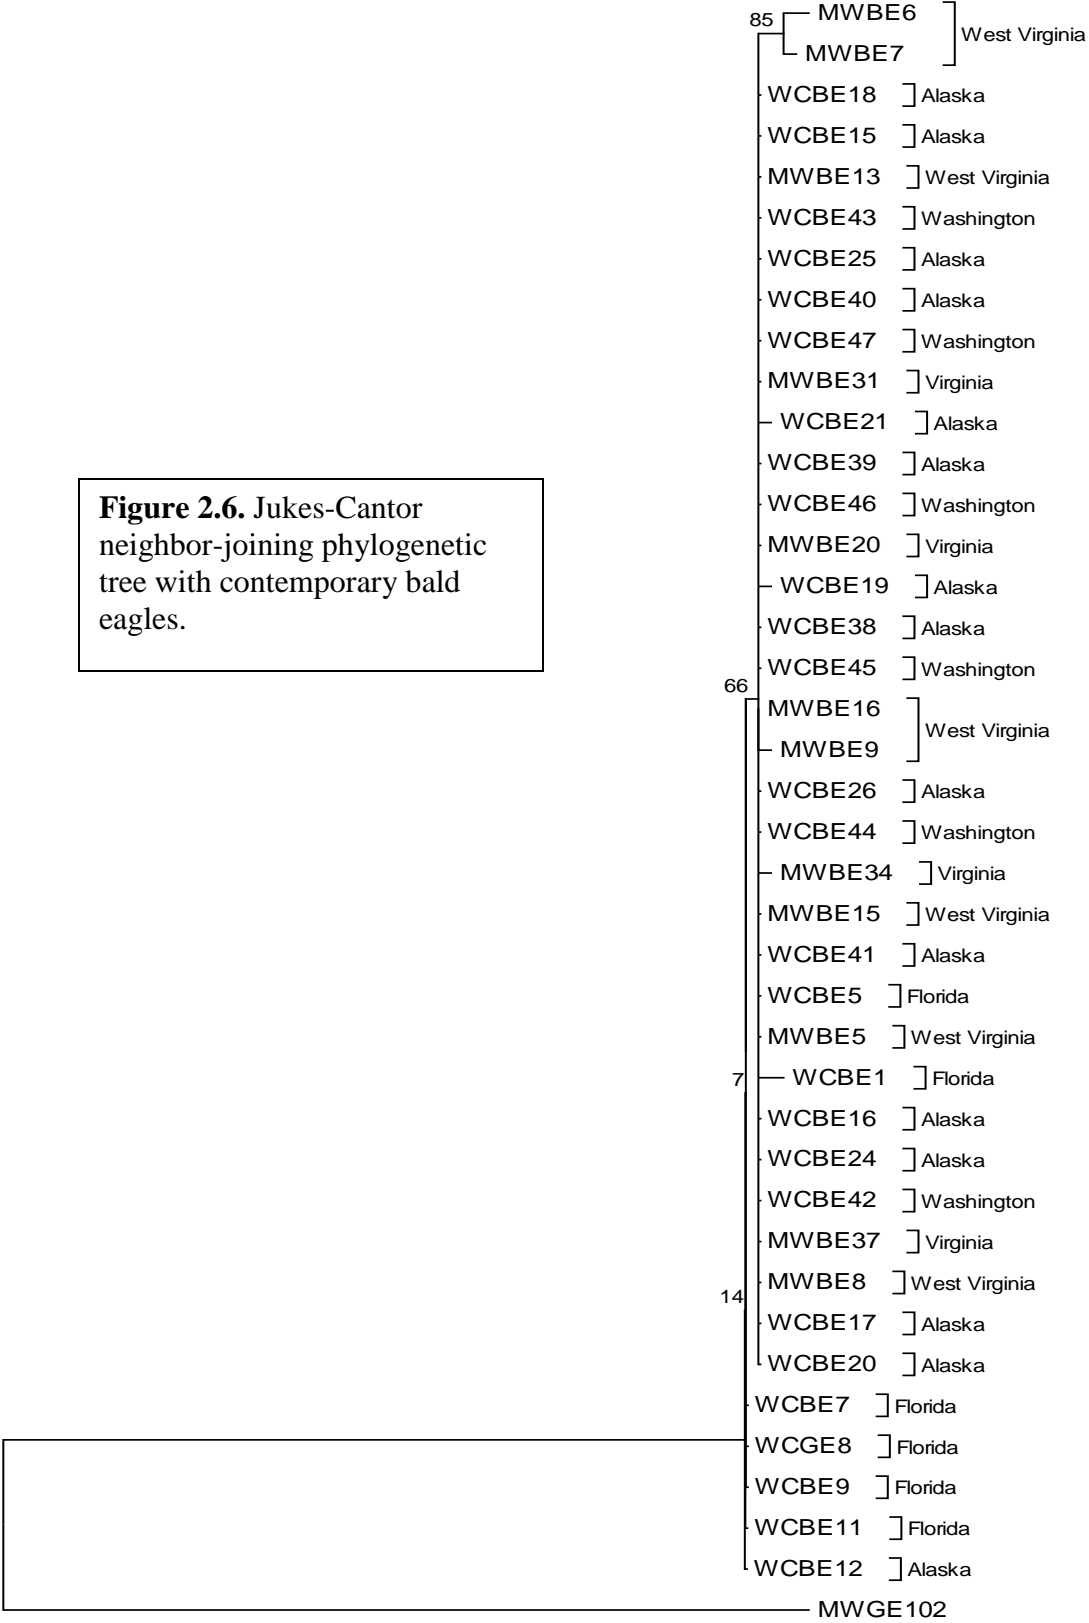 85
MWBE6
MWBE7
West Virginia
WCBE18 Alaska
WCBE15 Alaska
MWBE13 West Virginia
WCBE43 Washington
WCBE25 Alaska
WCBE40 Alaska
WCBE47 Washington
MWBE31 Virginia
WCBE21 Alaska
WCBE39 Alaska
WCBE46 Washington
MWBE20 Virginia
WCBE19 Alaska
WCBE38 Alaska
WCBE45 Washington
Figure 2.6. Jukes-Cantor
neighbor-joining phylogenetic
tree with contemporary bald
eagles.
66
MWBE16
MWBE9
West Virginia
WCBE26 Alaska
WCBE44 Washington
MWBE34 Virginia
MWBE15 West Virginia
WCBE41 Alaska
WCBE5 Florida
MWBE5 West Virginia
7
WCBE1 Florida
WCBE16 Alaska
WCBE24 Alaska
WCBE42 Washington
MWBE37 Virginia
MWBE8 West Virginia
14
WCBE17 Alaska
WCBE20 Alaska
WCBE7 Florida
WCGE8 Florida
WCBE9 Florida
WCBE11 Florida
WCBE12 Alaska
MWGE102